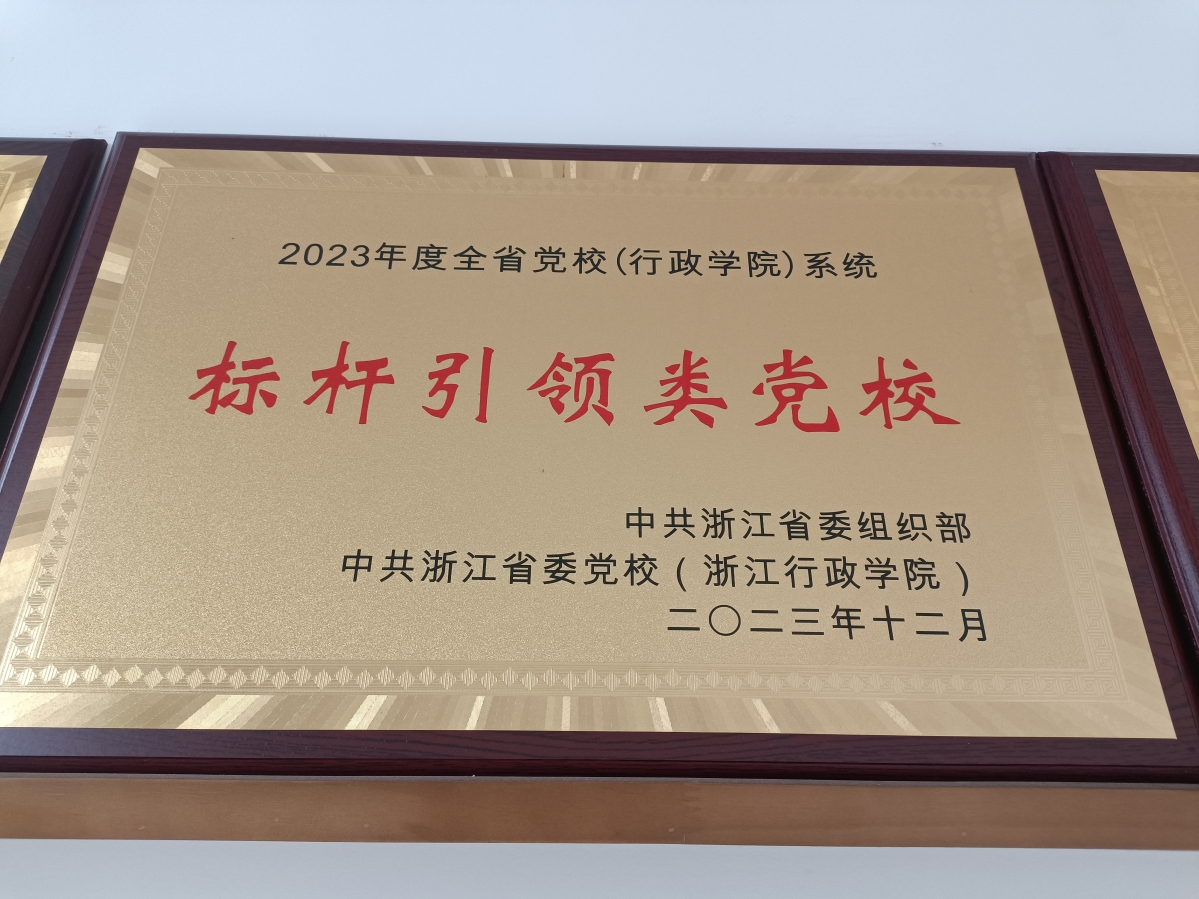 2023年度全省党校(行政学院)系统
标杆引领类党校
中共浙江省委组织部
中共浙江省委党校（浙江行政学院）
二〇二三年十二月